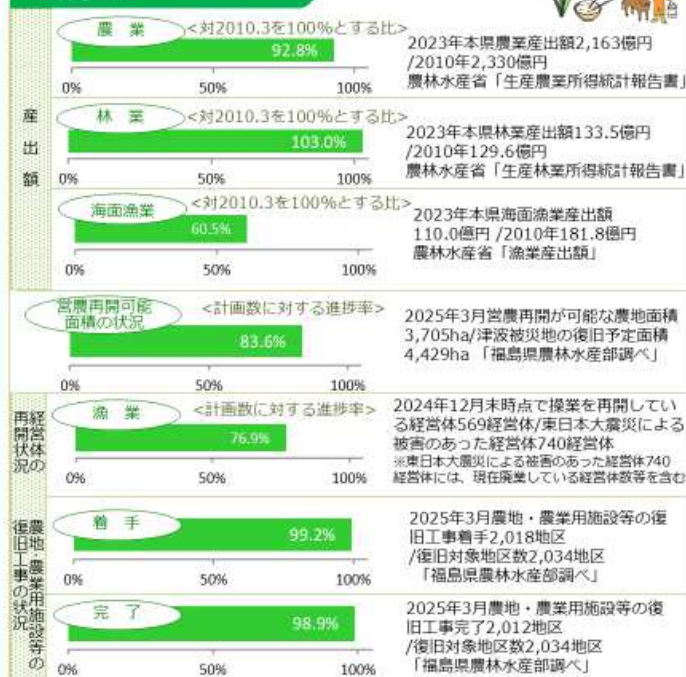 産出額
農業
<対2010.3を100%とする比>
92.8%
0% 50% 100%
2023年本県農業産出額2,163億円
/2010年2,330億円
農林水産省「生産農業所得統計報告書」
林業
<対2010.3を100%とする比>
103.0%
0% 50% 100%
2023年本県林業産出額133.5億円
/2010年129.6億円
農林水産省「生産林業所得統計報告書」
海面漁業
<対2010.3を100%とする比>
60.5%
0% 50% 100%
2023年本県海面漁業産出額
110.0億円 /2010年181.8億円
農林水産省「漁業産出額」
営農再開可能
面積の状況
<計画数に対する進捗率>
83.6%
0% 50% 100%
2025年3月営農再開が可能な農地面積
3,705ha/津波被災地の復旧予定面積
4,429ha 「福島県農林水産部調べ」
経営体の
再開状況
漁業
<計画数に対する進捗率>
76.9%
0% 50% 100%
2024年12月末時点で操業を再開してい
る経営体569経営体/東日本大震災による
被害のあった経営体740経営体
※東日本大震災による被害のあった経営体740
経営体には、現在廃業している経営体数等を含む
農地・農業用施設等の
復旧工事の状況
着手
99.2%
0% 50% 100%
2025年3月農地・農業用施設等の復
旧工事着手2,018地区
/復旧対象地区数2,034地区
「福島県農林水産部調べ」
完了
98.9%
0% 50% 100%
2025年3月農地・農業用施設等の復
旧工事完了2,012地区
/復旧対象地区数2,034地区
「福島県農林水産部調べ」